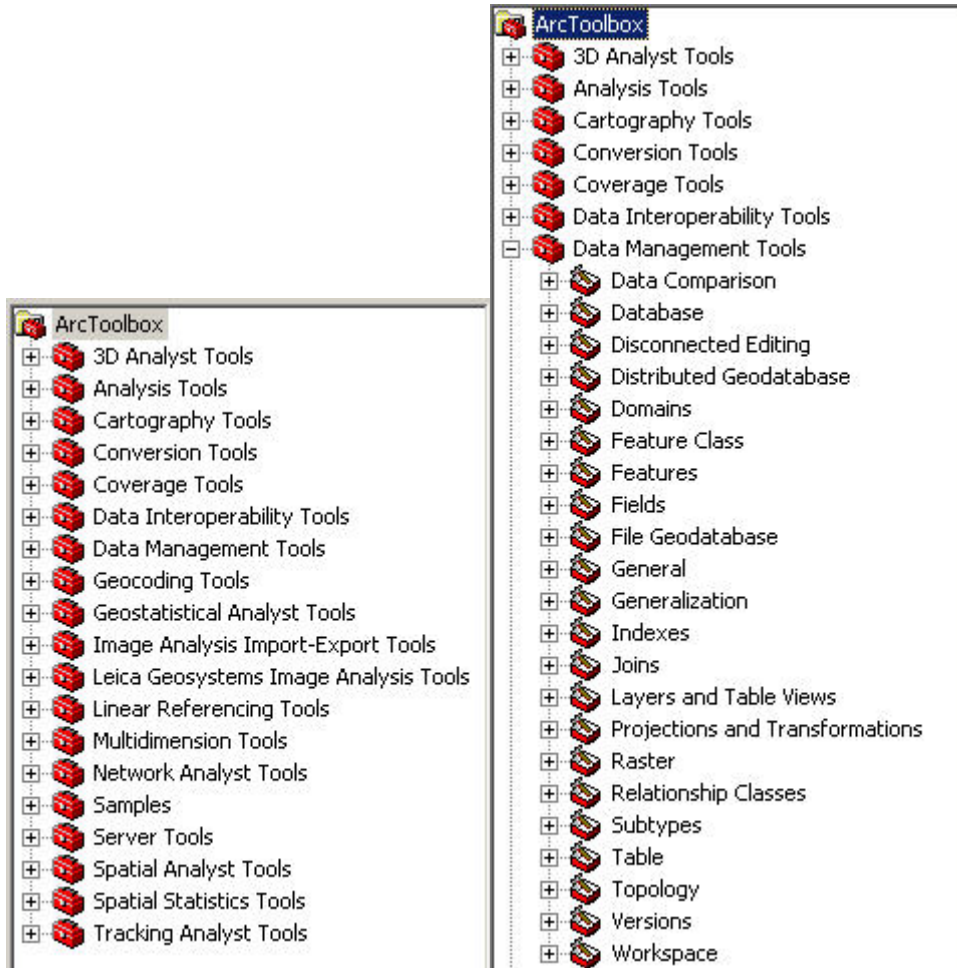 ArcToolbox
3D Analyst Tools
Analysis Tools
Cartography Tools
Conversion Tools
Coverage Tools
Data Interoperability Tools
Data Management Tools
Geocoding Tools
Geostatistical Analyst Tools
Image Analysis Import-Export Tools
Leica Geosystems Image Analysis Tools
Linear Referencing Tools
Multidimension Tools
Network Analyst Tools
Samples
Server Tools
Spatial Analyst Tools
Spatial Statistics Tools
Tracking Analyst Tools
ArcToolbox
3D Analyst Tools
Analysis Tools
Cartography Tools
Conversion Tools
Coverage Tools
Data Interoperability Tools
Data Management Tools
Data Comparison
Database
Disconnected Editing
Distributed Geodatabase
Domains
Feature Class
Features
Fields
File Geodatabase
General
Generalization
Indexes
Joins
Layers and Table Views
Projections and Transformations
Raster
Relationship Classes
Subtypes
Table
Topology
Versions
Workspace